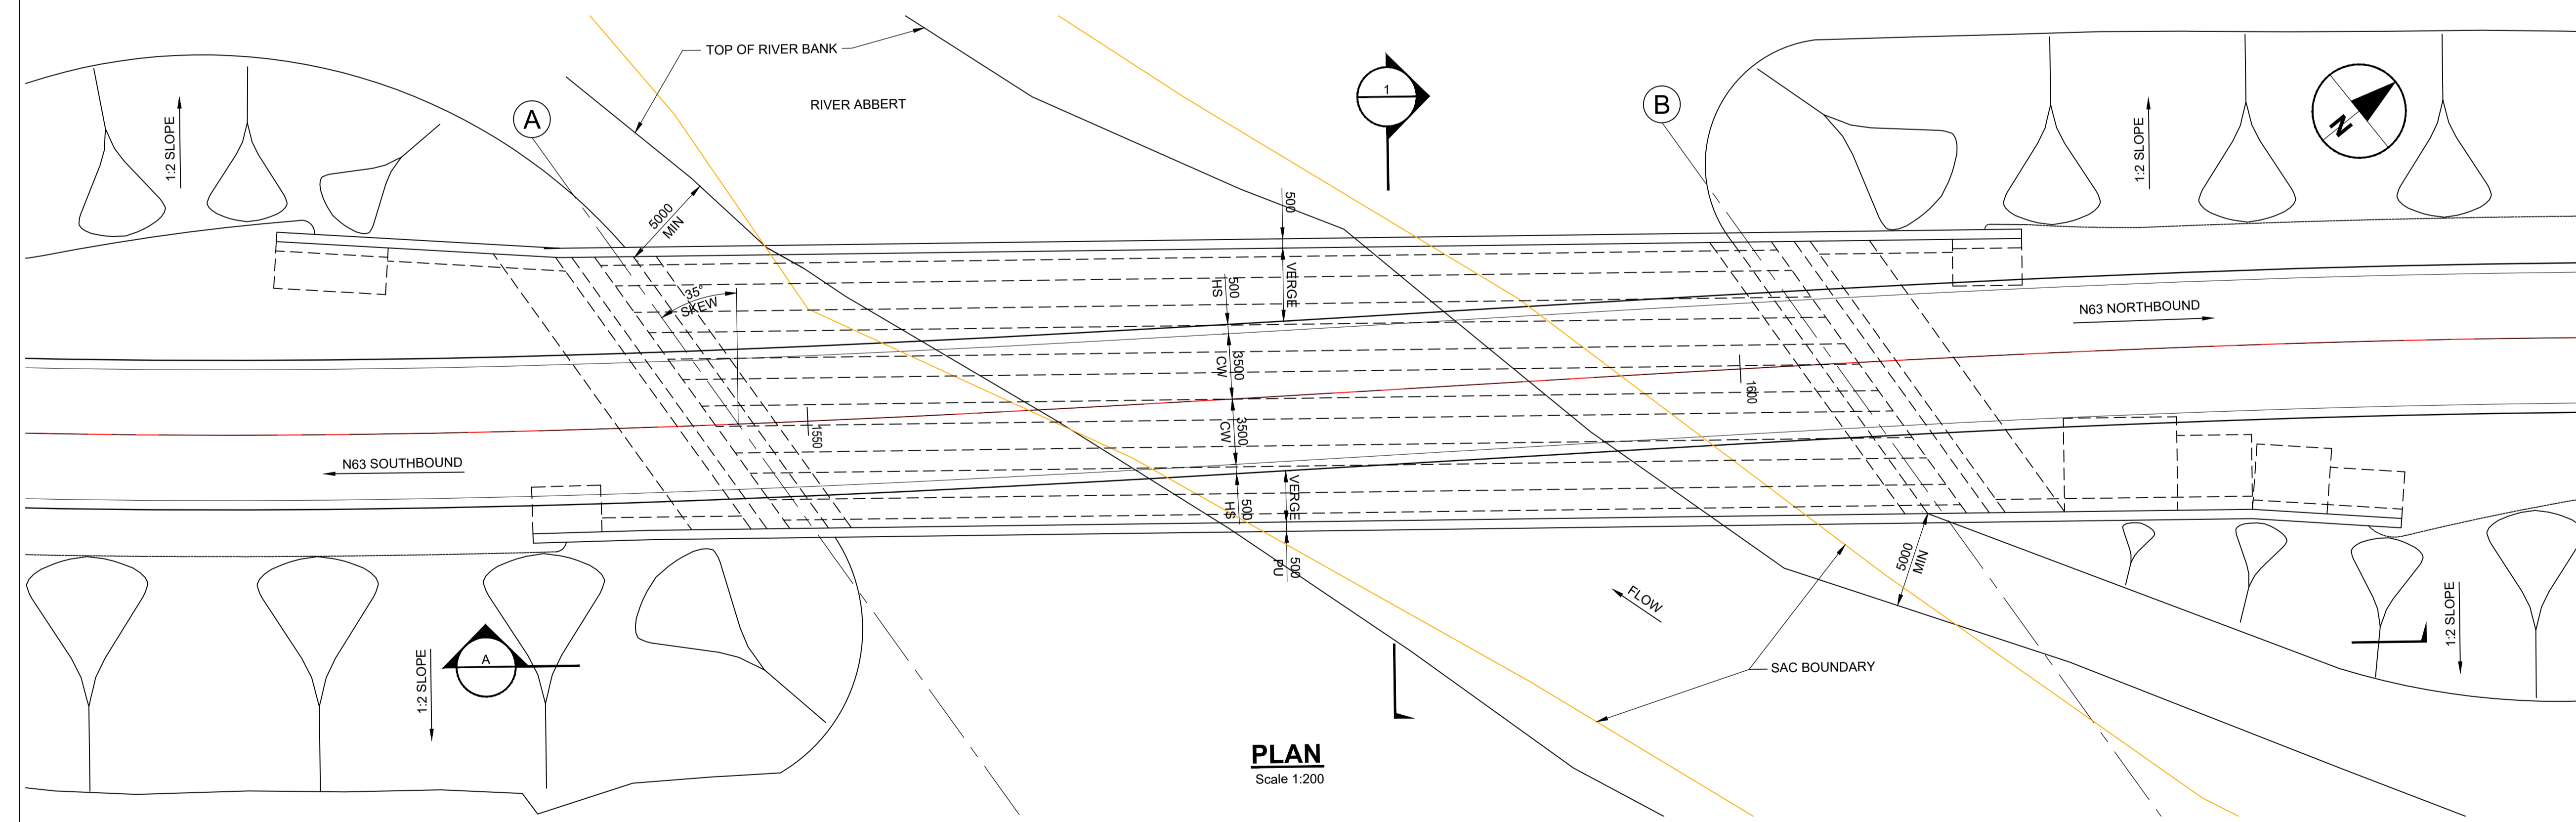 TOP OF RIVER BANK
RIVER ABBERT
1
A
B
N
1:2 SLOPE
1:2 SLOPE
5000
MIN
500
VERGE
500
HS
35°
SKEW
N63 NORTHBOUND
3500
CW
1600
3500
CW
1550
N63 SOUTHBOUND
VERGE
500
HS
500
PU
5000
MIN
FLOW
1:2 SLOPE
1:2 SLOPE
A
SAC BOUNDARY
PLAN
Scale 1:200